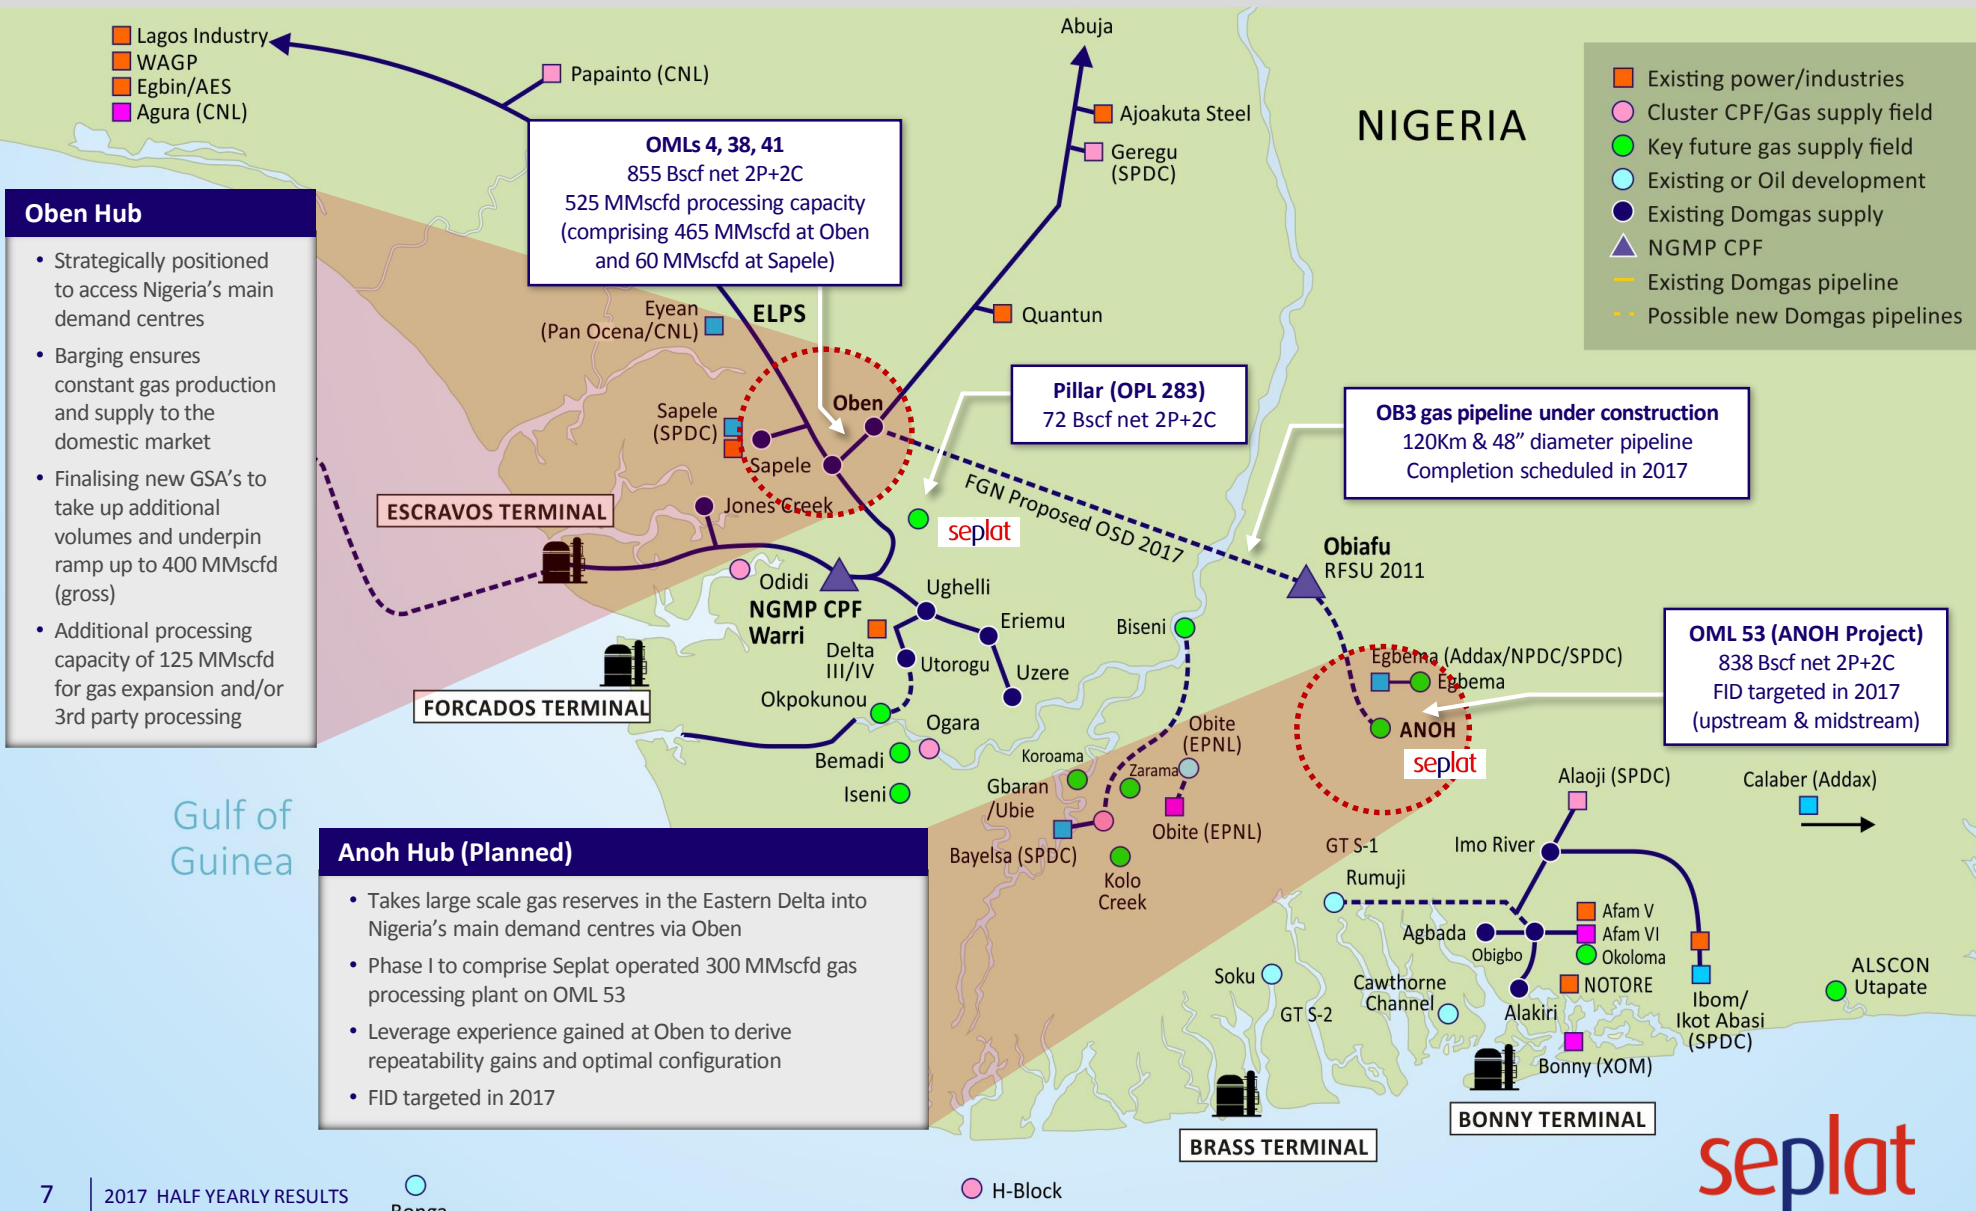 Lagos Industry
WAGP
Egbin/AES
Agura (CNL)
Papainto (CNL)
Abuja
Ajoakuta Steel
Geregu
(SPDC)
NIGERIA
Existing power/industries
Cluster CPF/Gas supply field
Key future gas supply field
Existing or Oil development
Existing Domgas supply
NGMP CPF
Existing Domgas pipeline
Possible new Domgas pipelines
OMLs 4, 38, 41
855 Bscf net 2P+2C
525 MMscfd processing capacity
(comprising 465 MMscfd at Oben
and 60 MMscfd at Sapele)
Oben Hub
• Strategically positioned
to access Nigeria's main
demand centres
• Barging ensures
constant gas production
and supply to the
domestic market
• Finalising new GSA's to
take up additional
volumes and underpin
ramp up to 400 MMscfd
(gross)
• Additional processing
capacity of 125 MMscfd
for gas expansion and/or
3rd party processing
Eyean
(Pan Ocena/CNL)
ELPS
Quantun
Pillar (OPL 283)
72 Bscf net 2P+2C
OB3 gas pipeline under construction
120Km & 48” diameter pipeline
Completion scheduled in 2017
Sapele
(SPDC)
Oben
Sapele
Jones Creek
ESCRAVOS TERMINAL
seplat
FGN Proposed OSD 2017
Obiafu
RFSU 2011
Odidi
NGMP CPF
Warri
Ughelli
Eriemu
Delta
III/IV
Utorogu
Uzere
Biseni
OML 53 (ANOH Project)
838 Bscf net 2P+2C
FID targeted in 2017
(upstream & midstream)
Egbema (Addax/NPDC/SPDC)
Egbema
ANOH
seplat
FORCADOS TERMINAL
Okpokunou
Ogara
Bemadi
Iseni
Koroama
Gbaran
/Ubie
Zarama
Obite
(EPNL)
Obite (EPNL)
Bayelsa (SPDC)
Kolo
Creek
Alaoji (SPDC)
Calaber (Addax)
GT S-1
Imo River
Rumuji
Agbada
Obigbo
Afam V
Afam VI
Okoloma
NOTORE
Alakiri
Ibom/
Ikot Abasi
(SPDC)
ALSCON
Utapate
Soku
GT S-2
Cawthorne
Channel
Bonny (XOM)
BONNY TERMINAL
BRASS TERMINAL
Gulf of
Guinea
Anoh Hub (Planned)
• Takes large scale gas reserves in the Eastern Delta into
Nigeria's main demand centres via Oben
• Phase I to comprise Seplat operated 300 MMscfd gas
processing plant on OML 53
• Leverage experience gained at Oben to derive
repeatability gains and optimal configuration
• FID targeted in 2017
H-Block
seplat
7
2017 HALF YEARLY RESULTS